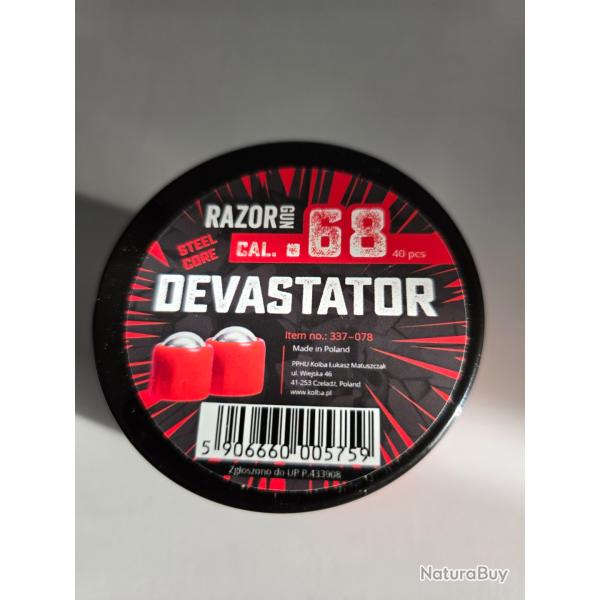 RAZOR GUN
STEEL CORE
CAL. .68
40 pcs
DEVASTATOR
Item no.: 337-078
Made in Poland
PPHU Kolba Łukasz Matuszczak
ul. Wiejska 46
41-253 Czeladź, Poland
www.kolba.pl
5 906660 005759
Zgłoszono do UP P.433908
NaturaBuy